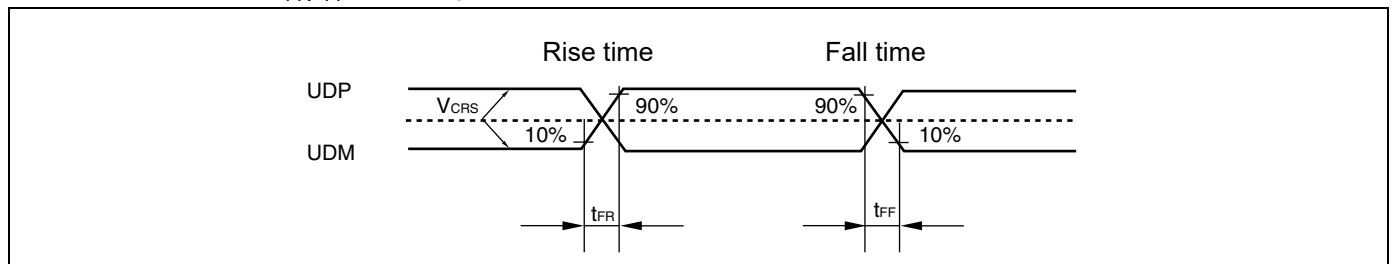 Rise time
Fall time
UDP
VCRS
90%
90%
10%
10%
UDM
tFR
tFF